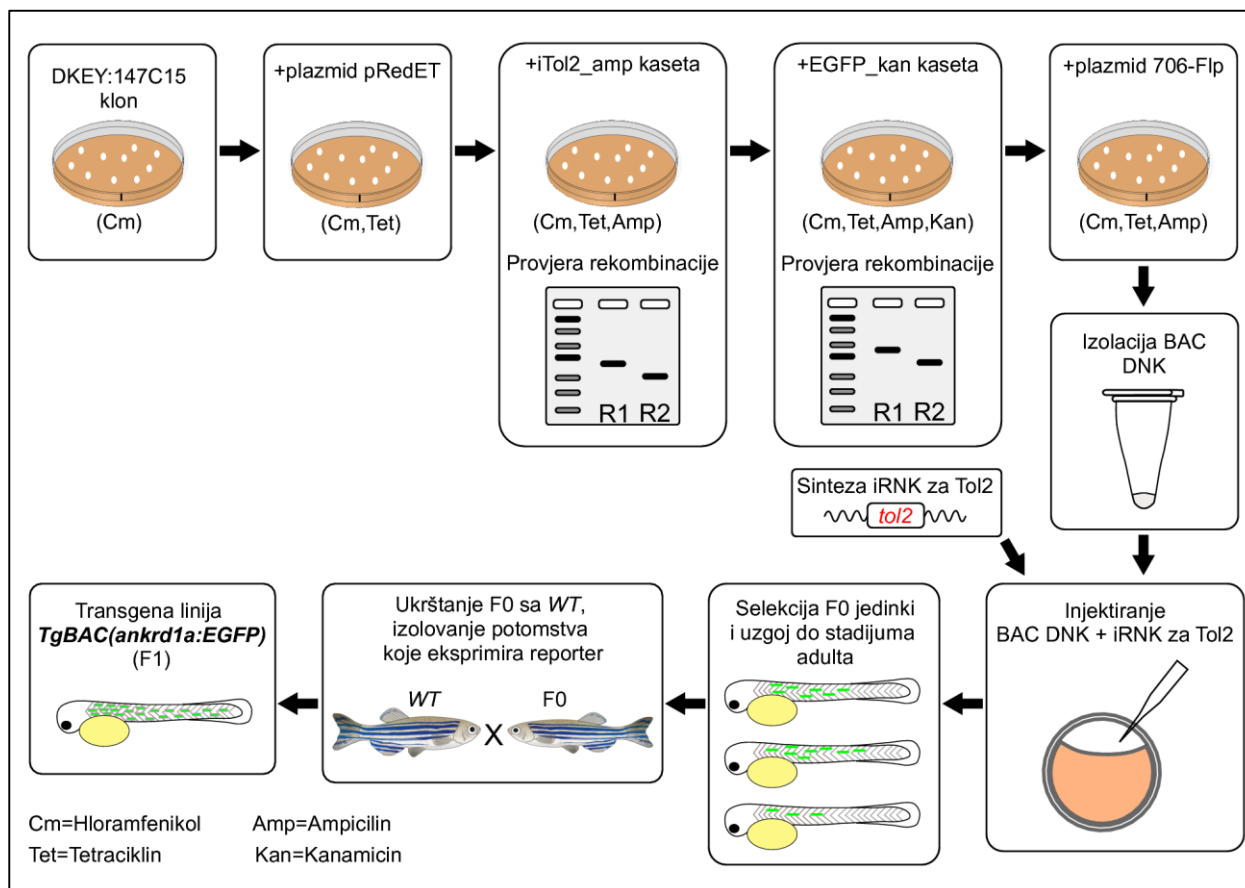 DKEY:147C15
klon
(Cm)
+plazmid pRedET
(Cm,Tet)
+iTol2_amp kaseta
(Cm,Tet,Amp)
Provjera rekombinacije
R1 R2
+EGFP_kan kaseta
(Cm,Tet,Amp,Kan)
Provjera rekombinacije
R1 R2
+plazmid 706-Flp
(Cm,Tet,Amp)
Izolacija BAC
DNK
Sinteza iRNK za Tol2
tol2
Injektiranje
BAC DNK + iRNK za Tol2
Selekcija F0 jedinki
i uzgoj do stadijuma
adulta
Ukrštanje F0 sa WT,
izolovanje potomstva
koje eksprimira reporter
WT F0
X
Transgena linija
TgBAC(ankrd1a:EGFP)
(F1)
Cm=Hloramfenikol Amp=Ampicilin
Tet=Tetraciklin Kan=Kanamicin